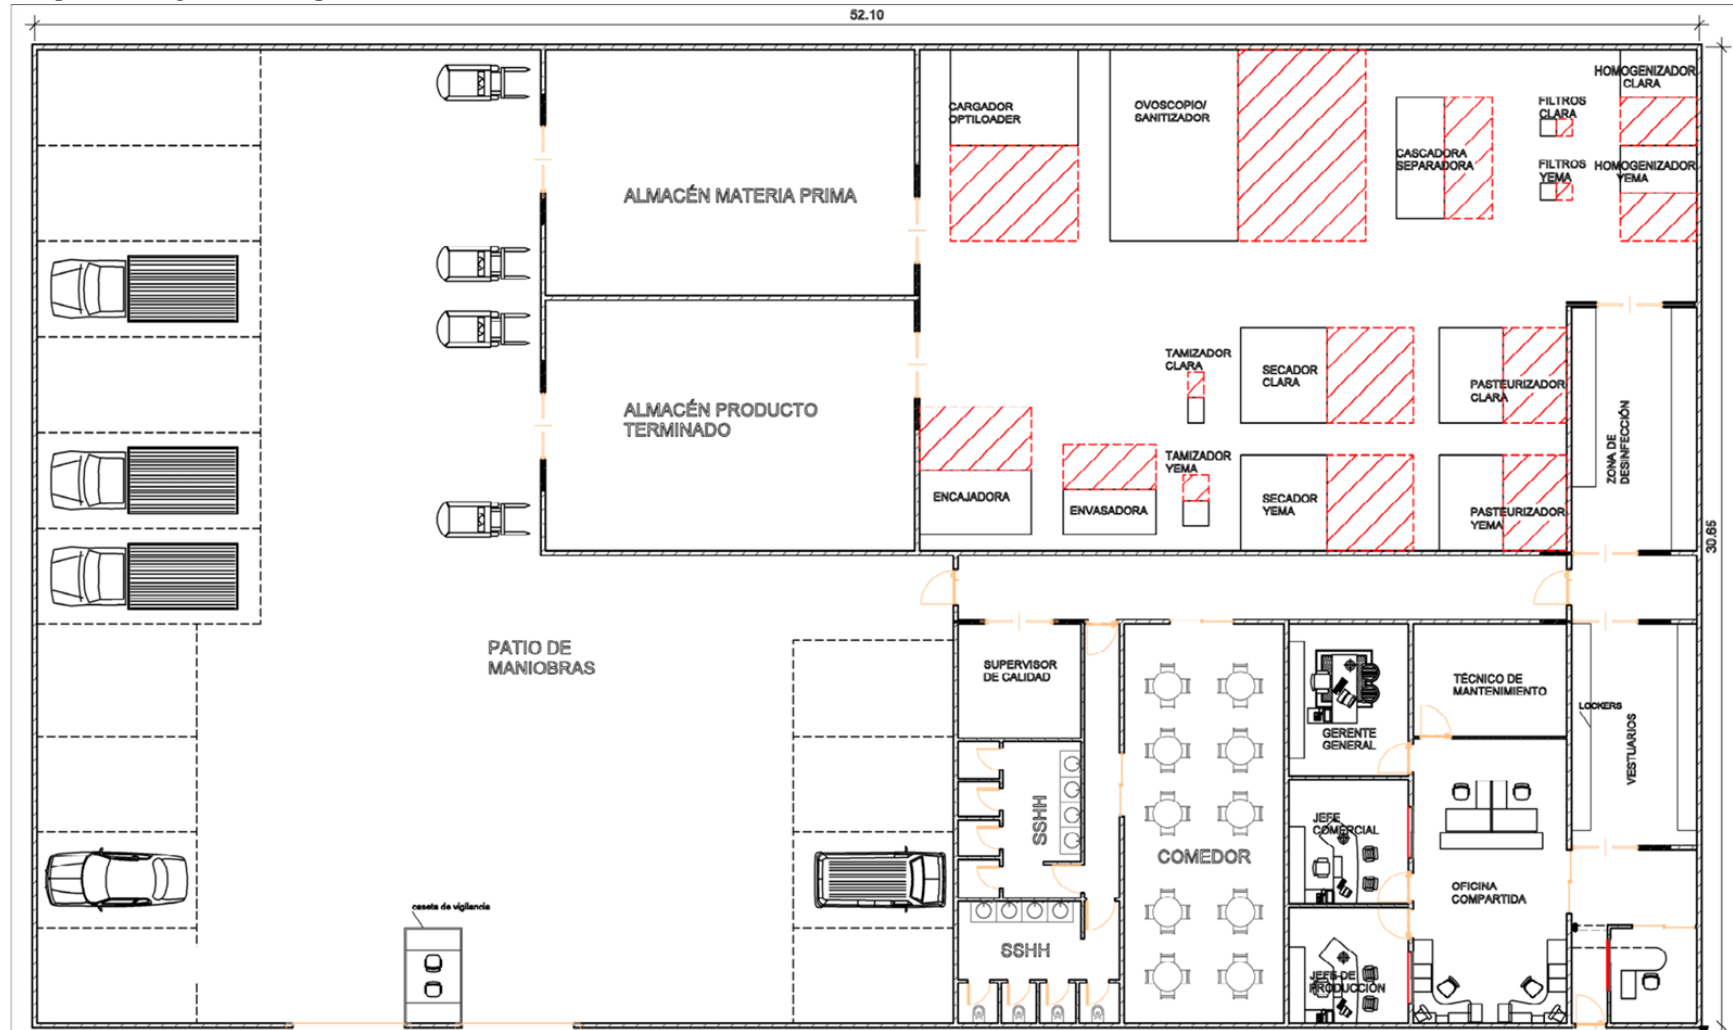 52.10
HOMOGENIZADOR
CLARA
CARGADOR
OPTILOADER
OVOSCOPIO/
SANITIZADOR
FILTROS
CLARA
CASCADORA
SEPARADORA
FILTROS
YEMA
HOMOGENIZADOR
YEMA
ALMACÉN MATERIA PRIMA
TAMIZADOR
CLARA
SECADOR
CLARA
PASTEURIZADOR
CLARA
ALMACÉN PRODUCTO
TERMINADO
ZONA DE
DESINFECCIÓN
TAMIZADOR
YEMA
ENCAJADORA
ENVASADORA
SECADOR
YEMA
PASTEURIZADOR
YEMA
30.65
PATIO DE
MANIOBRAS
SUPERVISOR
DE CALIDAD
TÉCNICO DE
MANTENIMIENTO
LOCKERS
GERENTE
GENERAL
VESTUARIOS
SSHH
JEFE
COMERCIAL
COMEDOR
OFICINA
COMPARTIDA
caseta de vigilancia
SSHH
JEFE DE
PRODUCCIÓN